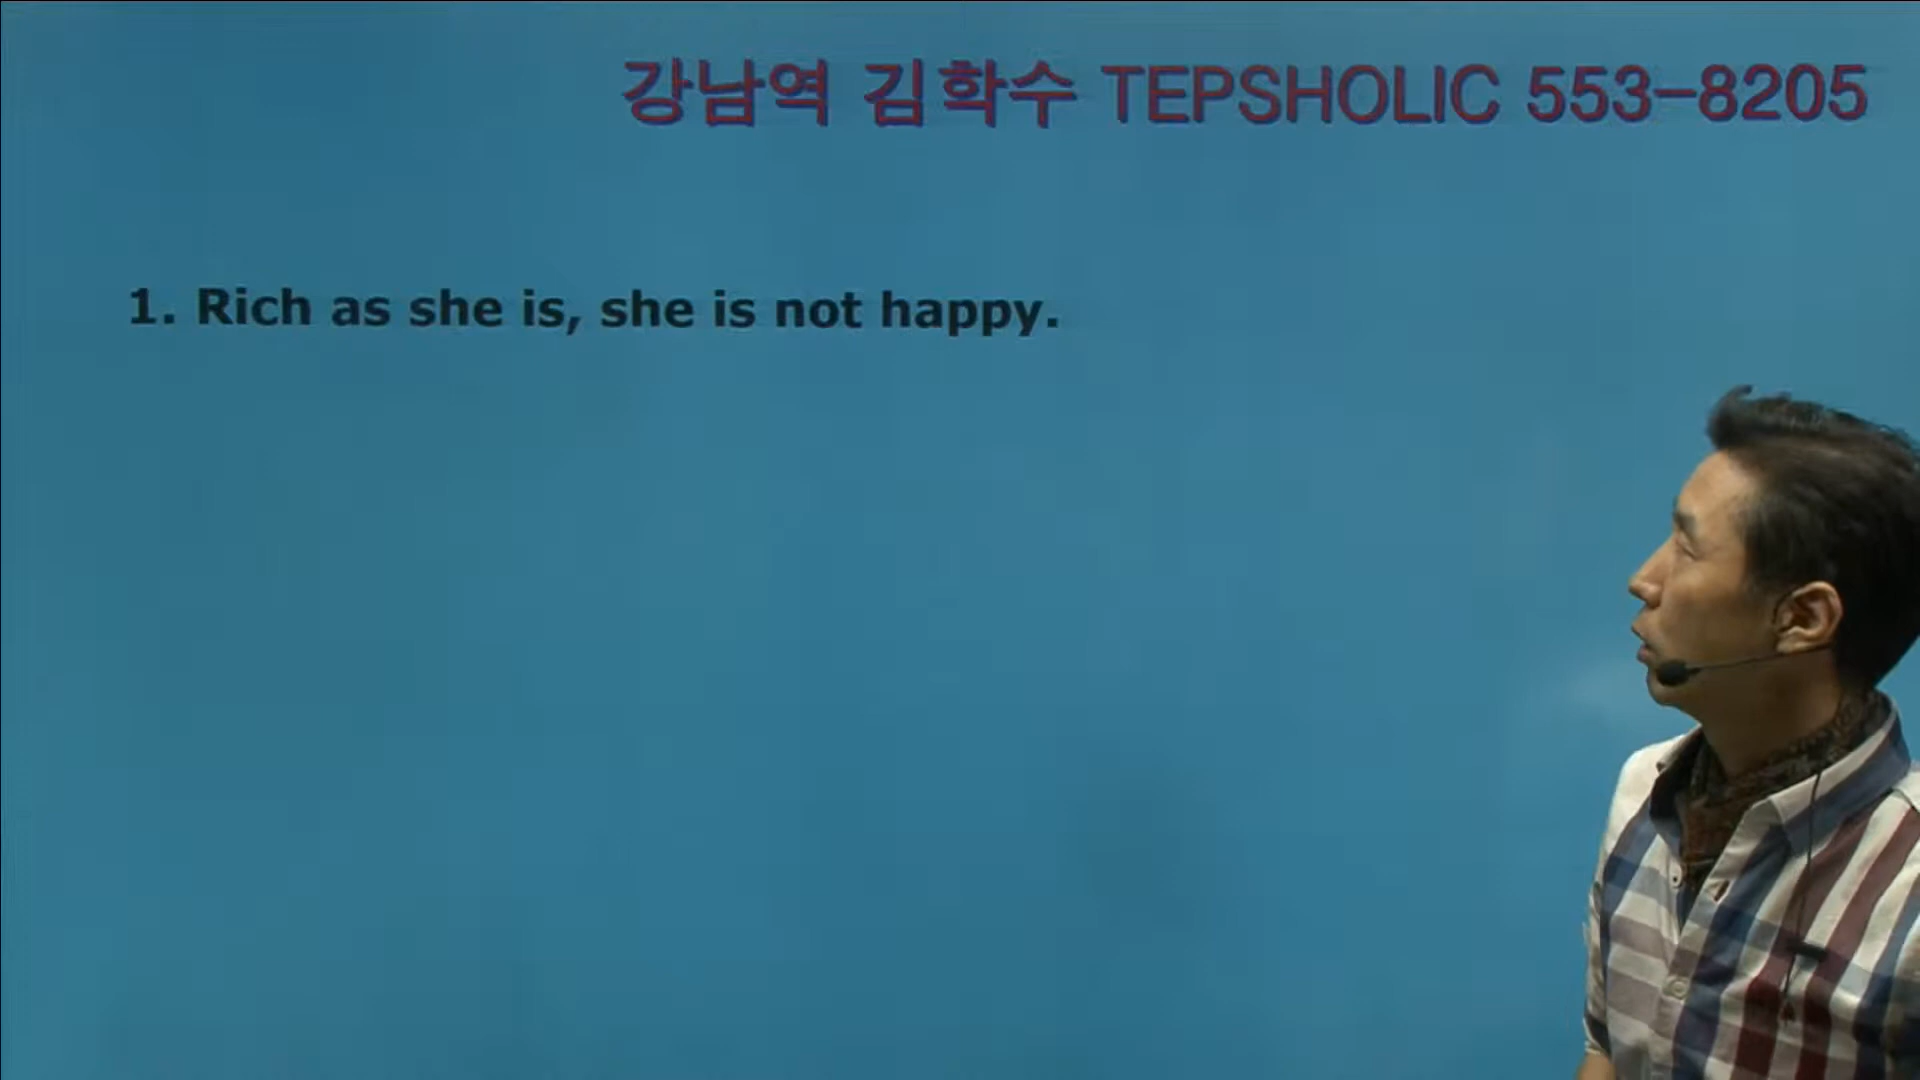 강남역 김학수 TEPSHOLIC 553-8205
1. Rich as she is, she is not happy.